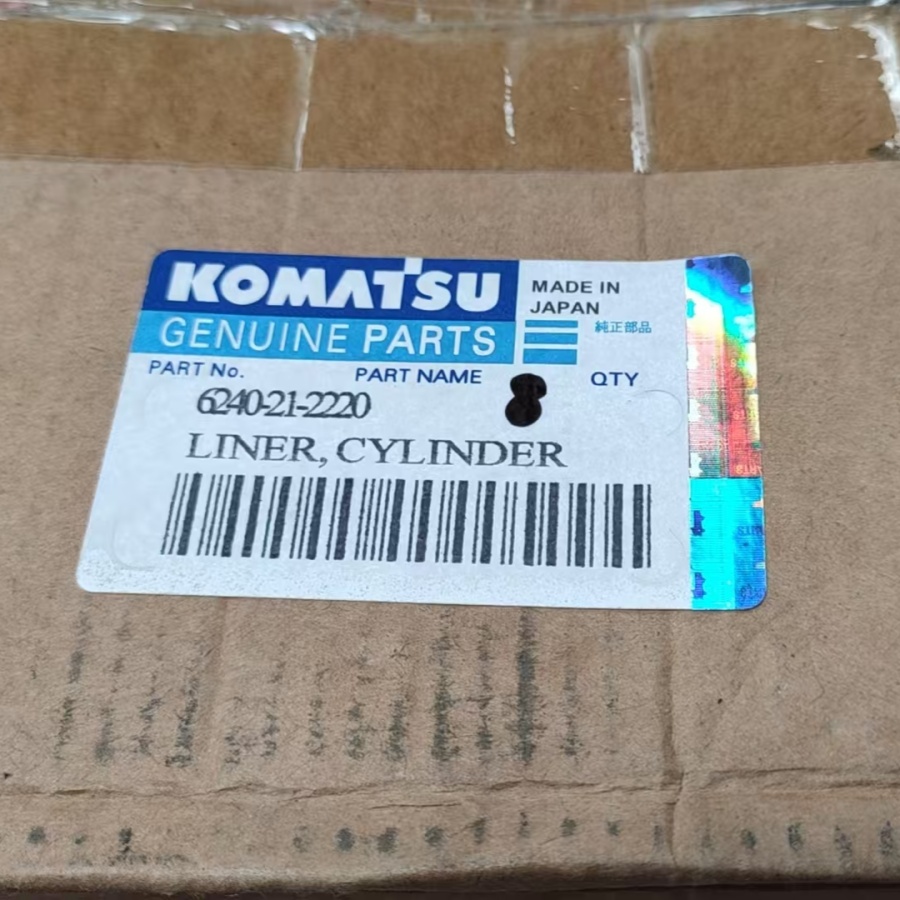 KOMATSU
MADE IN
JAPAN
GENUINE PARTS
純正部品
PART No.
PART NAME
QTY
6240-21-2220
8
LINER, CYLINDER
PARTS